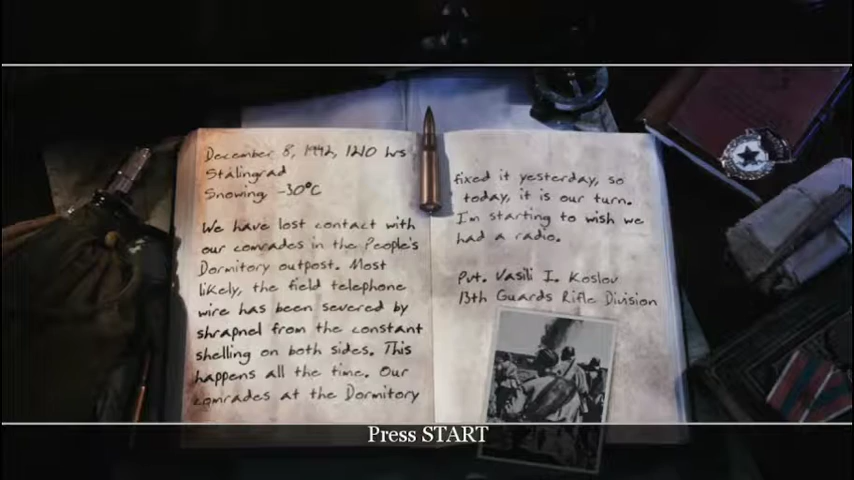 December 8, 1942, 1210 hrs
Stalingrad
Snowing, -30°C
We have lost contact with
our comrades in the People's
Dormitory outpost. Most
likely, the field telephone
wire has been severed by
shrapnel from the constant
shelling on both sides. This
happens all the time. Our
comrades at the Dormitory
fixed it yesterday, so
today, it is our turn.
I'm starting to wish we
had a radio.
Pvt. Vasili I. Koslov
13th Guards Rifle Division
Press START